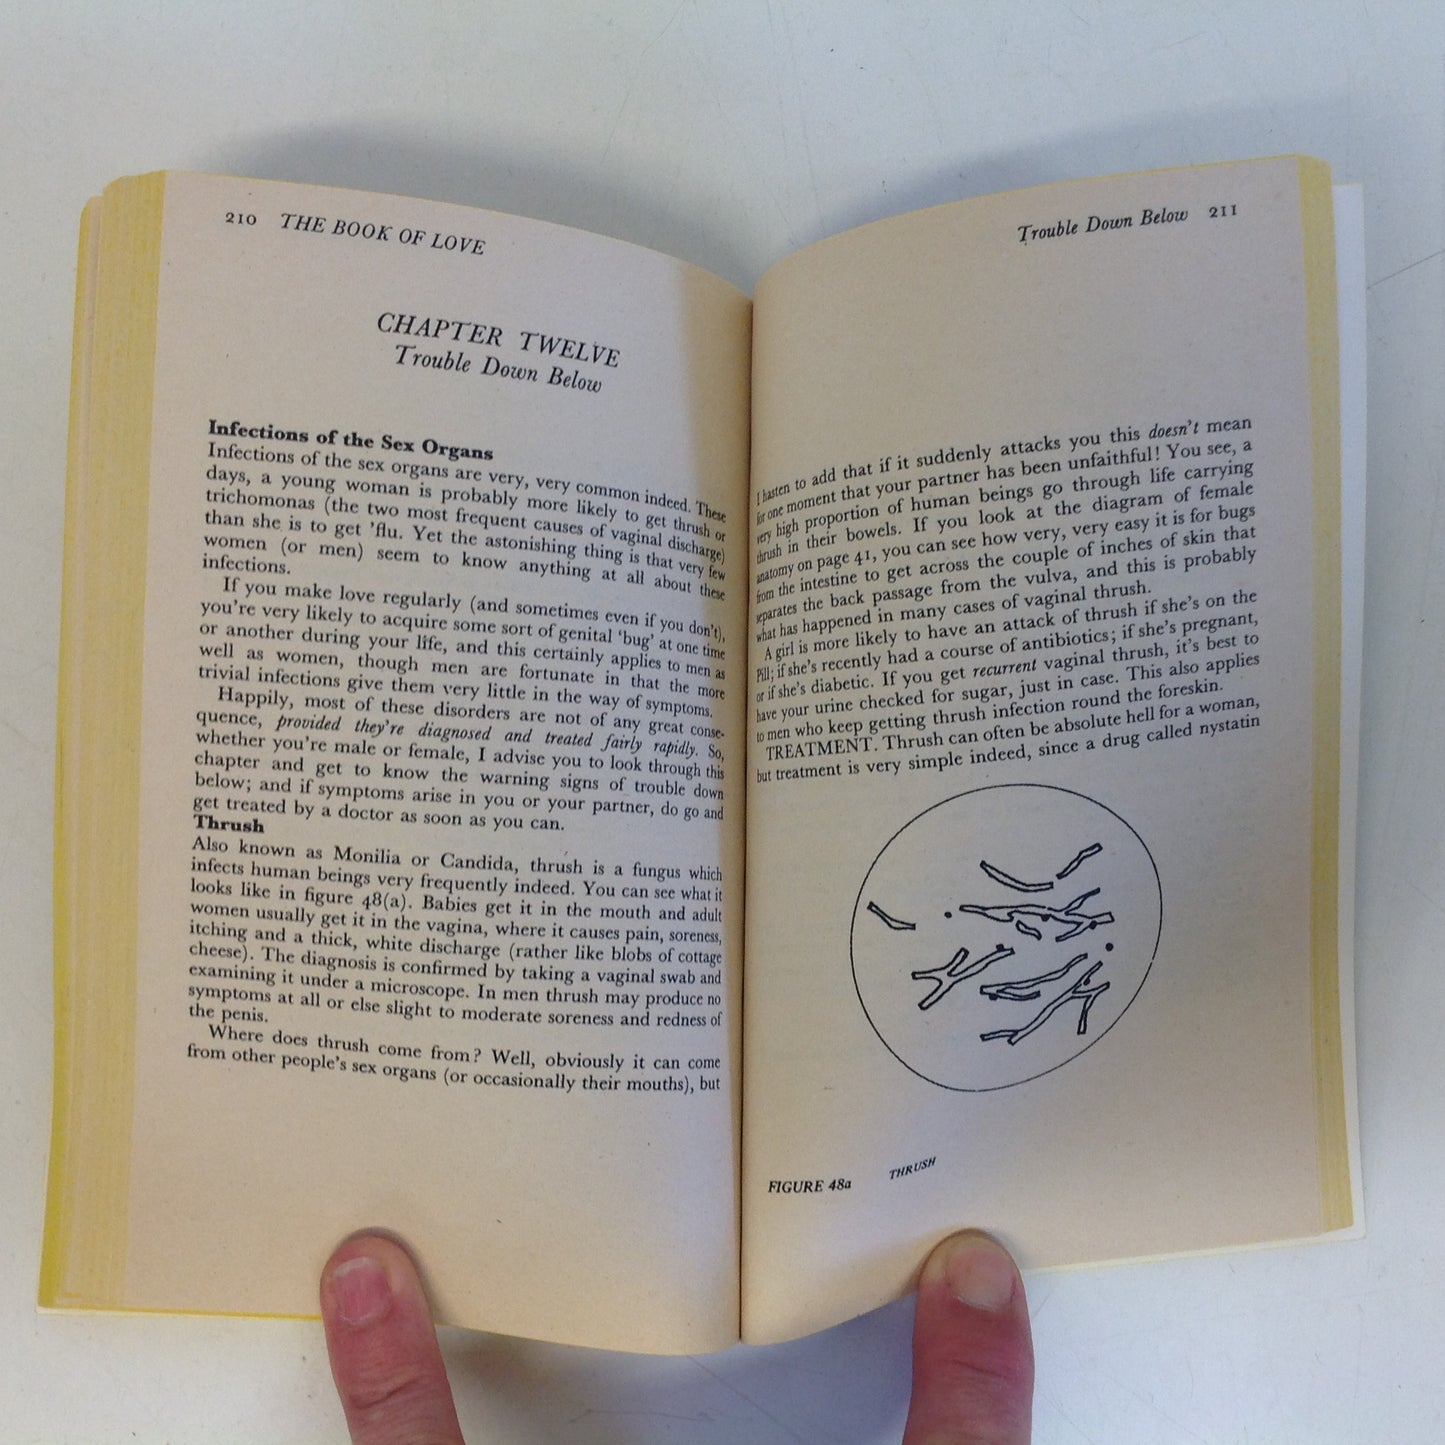 210 THE BOOK OF LOVE
CHAPTER TWELVE
Trouble Down Below
Infections of the Sex Organs
Infections of the sex organs are very, very common indeed. These
days, a young woman is probably more likely to get thrush or
trichomonas (the two most frequent causes of vaginal discharge)
than she is to get 'flu. Yet the astonishing thing is that very few
women (or men) seem to know anything at all about these
infections.
If you make love regularly (and sometimes even if you don't),
you're very likely to acquire some sort of genital 'bug' at one time
or another during your life, and this certainly applies to men as
well as women, though men are fortunate in that the more
trivial infections give them very little in the way of symptoms.
Happily, most of these disorders are not of any great conse-
quence, provided they're diagnosed and treated fairly rapidly. So,
whether you're male or female, I advise you to look through this
chapter and get to know the warning signs of trouble down
below; and if symptoms arise in you or your partner, do go and
get treated by a doctor as soon as you can.
Thrush
Also known as Monilia or Candida, thrush is a fungus which
infects human beings very frequently indeed. You can see what it
looks like in figure 48(a). Babies get it in the mouth and adult
women usually get it in the vagina, where it causes pain, soreness,
itching and a thick, white discharge (rather like blobs of cottage
cheese). The diagnosis is confirmed by taking a vaginal swab and
examining it under a microscope. In men thrush may produce no
symptoms at all or else slight to moderate soreness and redness of
the penis.
Where does thrush come from? Well, obviously it can come
from other people's sex organs (or occasionally their mouths), but
Trouble Down Below 211
I hasten to add that if it suddenly attacks you this doesn't mean
for one moment that your partner has been unfaithful! You see, a
very high proportion of human beings go through life carrying
thrush in their bowels. If you look at the diagram of female
anatomy on page 41, you can see how very, very easy it is for bugs
from the intestine to get across the couple of inches of skin that
separates the back passage from the vulva, and this is probably
what has happened in many cases of vaginal thrush.
A girl is more likely to have an attack of thrush if she's on the
Pill; if she's recently had a course of antibiotics; if she's pregnant,
or if she's diabetic. If you get recurrent vaginal thrush, it's best to
have your urine checked for sugar, just in case. This also applies
to men who keep getting thrush infection round the foreskin.
TREATMENT. Thrush can often be absolute hell for a woman,
but treatment is very simple indeed, since a drug called nystatin
FIGURE 48a THRUSH